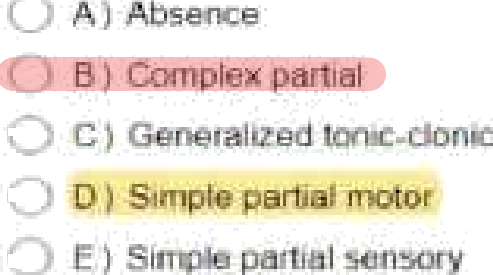 A) Absence
B) Complex partial
C) Generalized tonic-clonic
D) Simple partial motor
E) Simple partial sensory